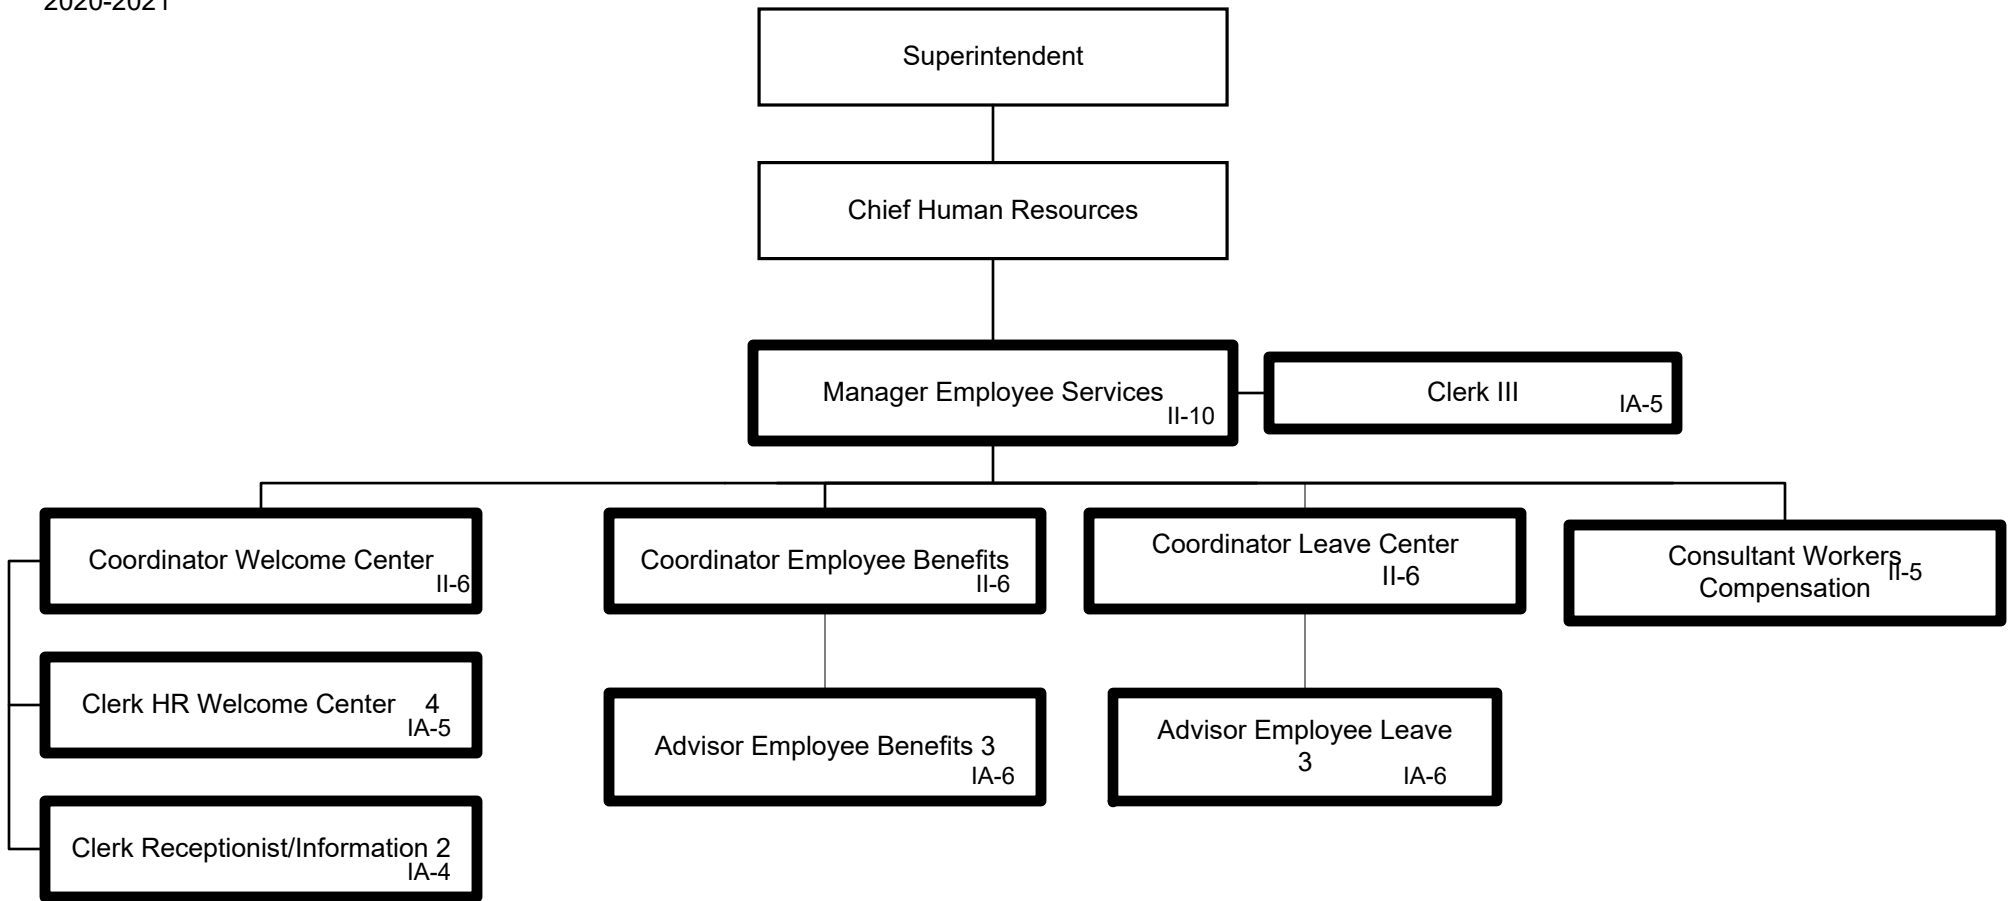 2020-2021
Superintendent
Chief Human Resources
Manager Employee Services
II-10
Clerk III
IA-5
Coordinator Welcome Center
II-6
Coordinator Employee Benefits
II-6
Coordinator Leave Center
II-6
Consultant Workers
Compensation
II-5
Clerk HR Welcome Center 4
IA-5
Advisor Employee Benefits 3
IA-6
Advisor Employee Leave
3
IA-6
Clerk Receptionist/Information 2
IA-4